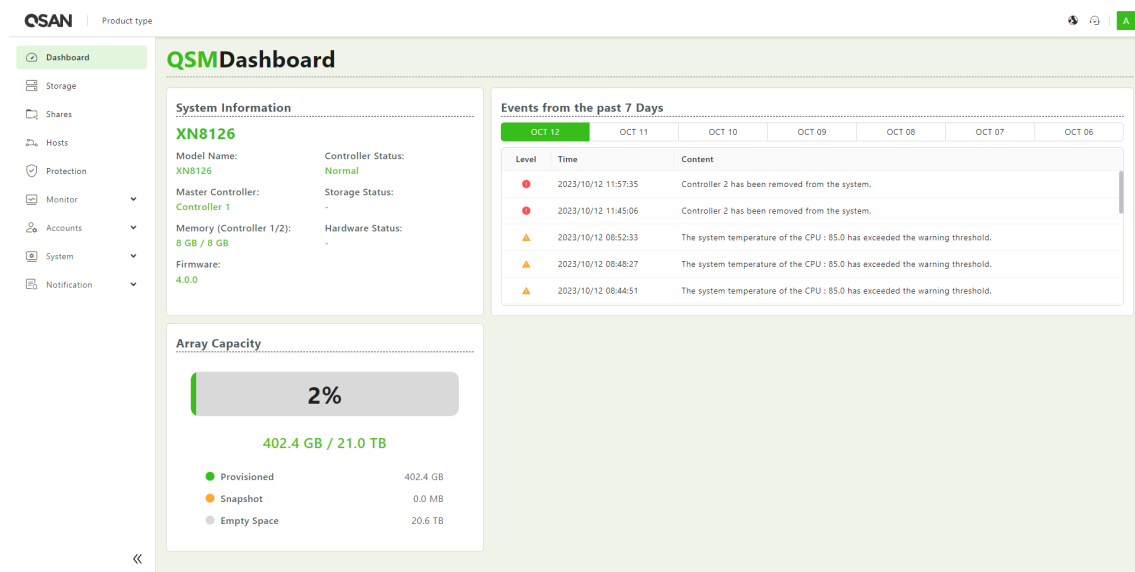 QSAN
Product type
A
Dashboard
Storage
Shares
Hosts
Protection
Monitor
Accounts
System
Notification
QSMDashboard
System Information
XN8126
Model Name:
XN8126
Controller Status:
Normal
Master Controller:
Controller 1
Storage Status:
-
Memory (Controller 1/2):
8 GB / 8 GB
Hardware Status:
-
Firmware:
4.0.0
Events from the past 7 Days
OCT 12 OCT 11 OCT 10 OCT 09 OCT 08 OCT 07 OCT 06
Level Time Content
2023/10/12 11:57:35 Controller 2 has been removed from the system.
2023/10/12 11:45:06 Controller 2 has been removed from the system.
2023/10/12 08:52:33 The system temperature of the CPU : 85.0 has exceeded the warning threshold.
2023/10/12 08:48:27 The system temperature of the CPU : 85.0 has exceeded the warning threshold.
2023/10/12 08:44:51 The system temperature of the CPU : 85.0 has exceeded the warning threshold.
Array Capacity
2%
402.4 GB / 21.0 TB
Provisioned 402.4 GB
Snapshot 0.0 MB
Empty Space 20.6 TB